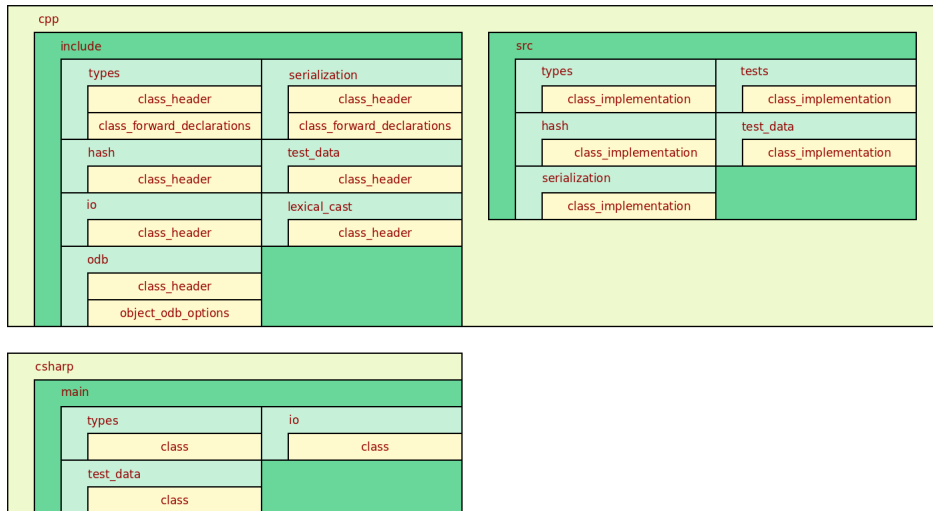 cpp
include
types
class_header
class_forward_declarations
serialization
class_header
class_forward_declarations
hash
class_header
test_data
class_header
io
class_header
lexical_cast
class_header
odb
class_header
object_odb_options
src
types
class_implementation
tests
class_implementation
hash
class_implementation
test_data
class_implementation
serialization
class_implementation
csharp
main
types
class
io
class
test_data
class